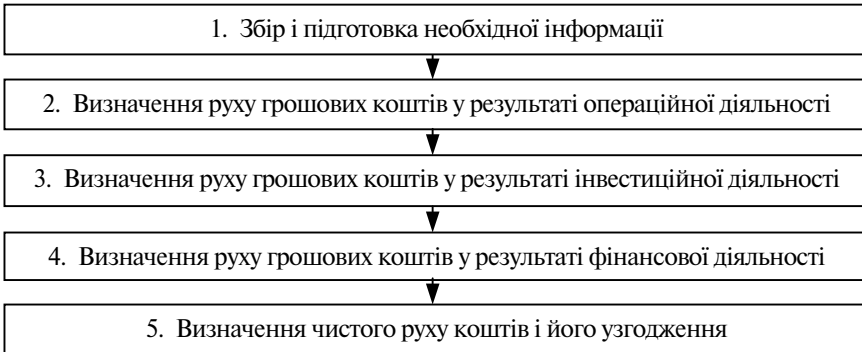 1. Збір і підготовка необхідної інформації
2. Визначення руху грошових коштів у результаті операційної діяльності
3. Визначення руху грошових коштів у результаті інвестиційної діяльності
4. Визначення руху грошових коштів у результаті фінансової діяльності
5. Визначення чистого руху коштів і його узгодження